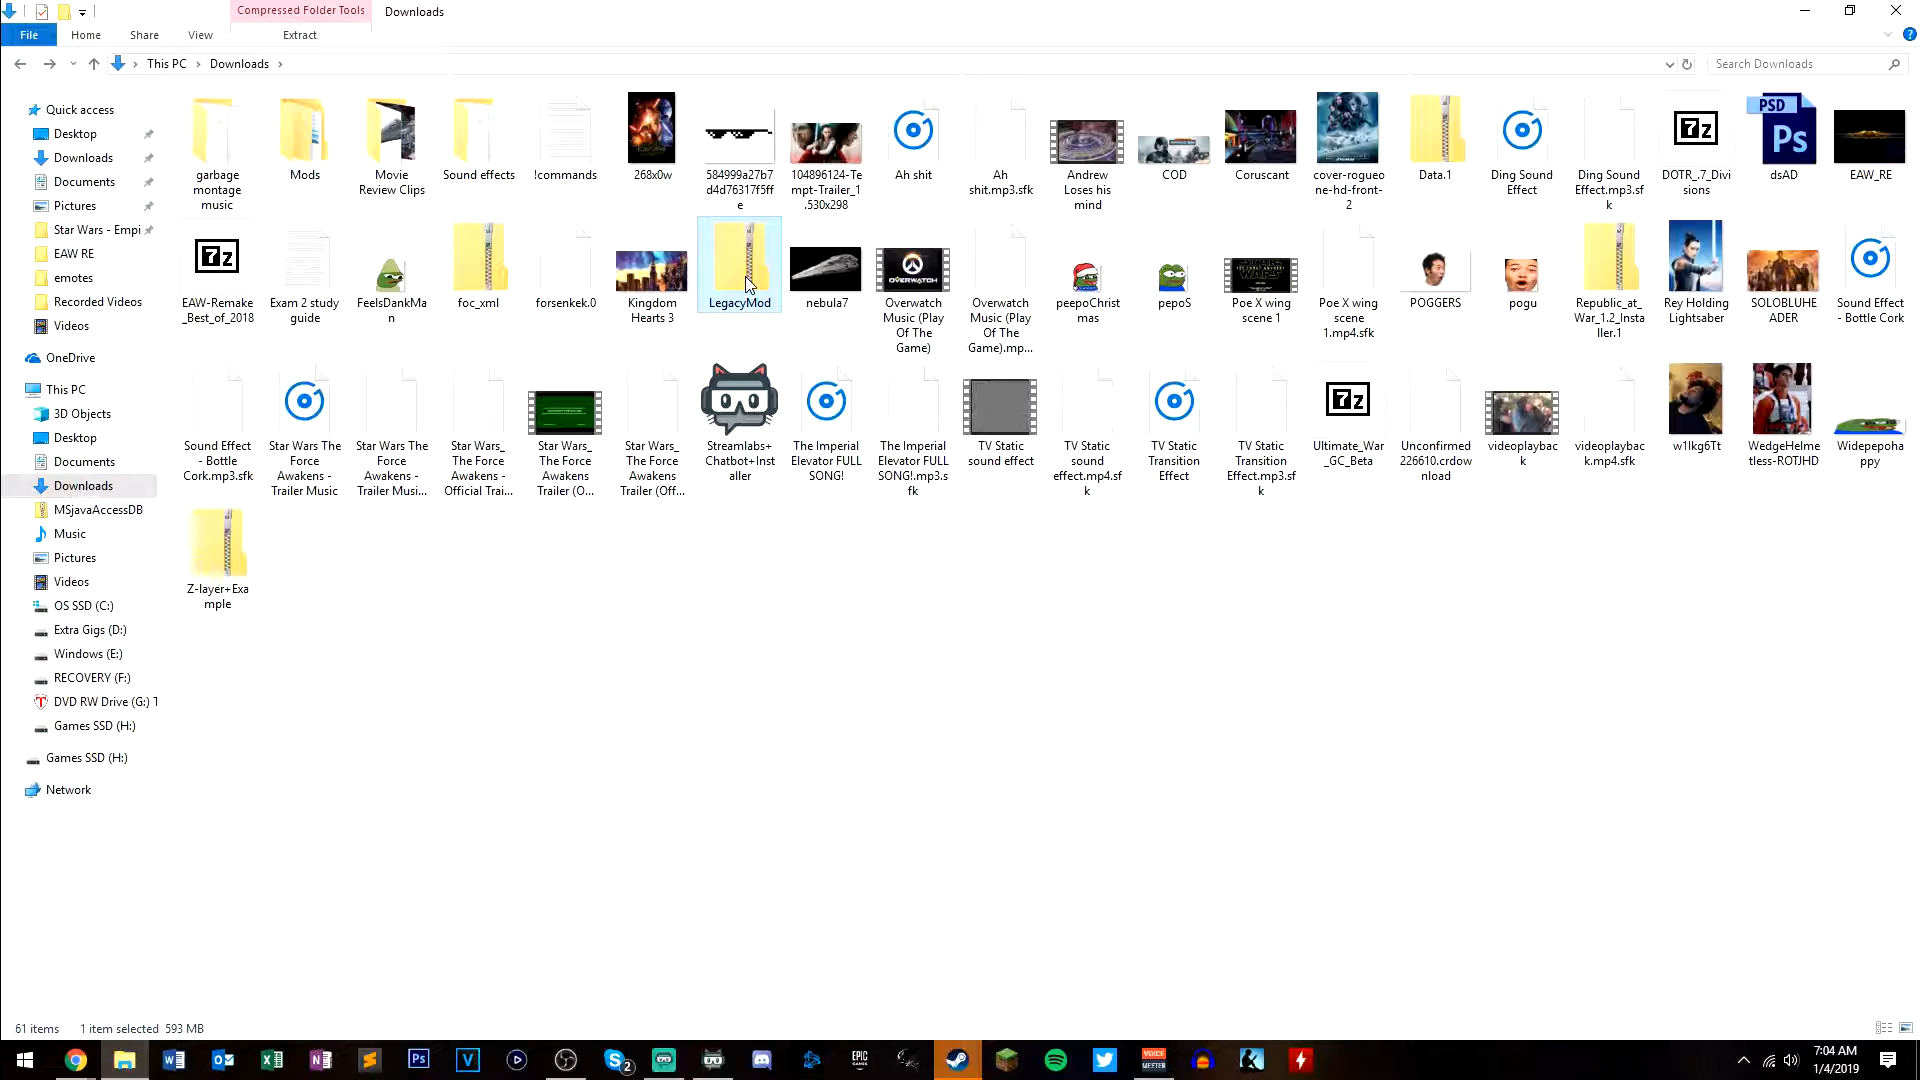 Compressed Folder Tools
Downloads
File
Home
Share
View
Extract
This PC
Downloads
Search Downloads
Quick access
Desktop
Downloads
Documents
Pictures
Star Wars - Empi
EAW RE
emotes
Recorded Videos
Videos
OneDrive
This PC
3D Objects
Desktop
Documents
Downloads
MSjavaAccessDB
Music
Pictures
Videos
OS SSD (C:)
Extra Gigs (D:)
Windows (E:)
RECOVERY (F:)
DVD RW Drive (G:) T
Games SSD (H:)
Games SSD (H:)
Network
garbage
montage
music
Mods
Movie
Review Clips
Sound effects
!commands
268x0w
584999a27b7
d4d76317f5ff
e
104896124-Te
mpt-Trailer_1
.530x298
Ah shit
Ah
shit.mp3.sfk
Andrew
Loses his
mind
COD
Coruscant
cover-rogueo
ne-hd-front-
2
Data.1
Ding Sound
Effect
Ding Sound
Effect.mp3.sf
k
7z
DOTR_.7_Divi
sions
PSD
Ps
dsAD
EAW_RE
7z
EAW-Remake
_Best_of_2018
Exam 2 study
guide
FeelsDankMa
n
foc_xml
forsenkek.0
Kingdom
Hearts 3
LegacyMod
nebula7
OVERWATCH
Overwatch
Music (Play
Of The
Game)
Overwatch
Music (Play
Of The
Game).mp...
peepoChrist
mas
pepoS
Poe X wing
scene 1
Poe X wing
scene
1.mp4.sfk
POGGERS
pogu
Republic_at_
War_1.2_Insta
ller.1
Rey Holding
Lightsaber
SOLOBLUHE
ADER
Sound Effect
- Bottle Cork
Sound Effect
- Bottle
Cork.mp3.sfk
Star Wars The
Force
Awakens -
Trailer Music
Star Wars The
Force
Awakens -
Trailer Musi...
Star Wars_
The Force
Awakens -
Official Trai...
Star Wars_
The Force
Awakens
Trailer (O...
Star Wars_
The Force
Awakens
Trailer (Off...
Streamlabs+
Chatbot+Inst
aller
The Imperial
Elevator FULL
SONG!
The Imperial
Elevator FULL
SONG!.mp3.s
fk
TV Static
sound effect
TV Static
sound
effect.mp4.sf
k
TV Static
Transition
Effect
TV Static
Transition
Effect.mp3.sf
k
7z
Ultimate_War
_GC_Beta
Unconfirmed
226610.crdow
nload
videoplaybac
k
videoplaybac
k.mp4.sfk
w1lkg6Tt
WedgeHelme
tless-ROTJHD
Widepepoha
ppy
Z-layer+Exa
mple
61 items
1 item selected 593 MB
Ps
V
2
EPIC
GAMES
VOICE
MEETER
7:04 AM
1/4/2019